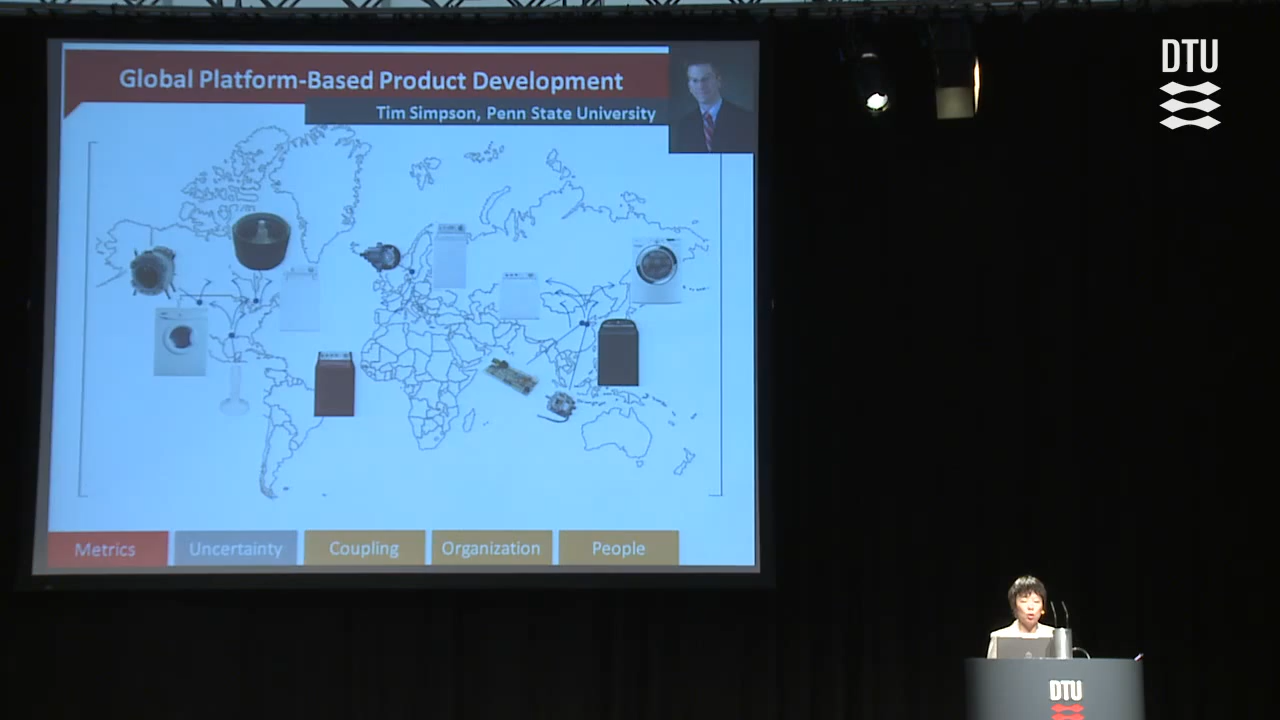 Global Platform-Based Product Development
Tim Simpson, Penn State University
DTU
Metrics
Uncertainty
Coupling
Organization
People
DTU